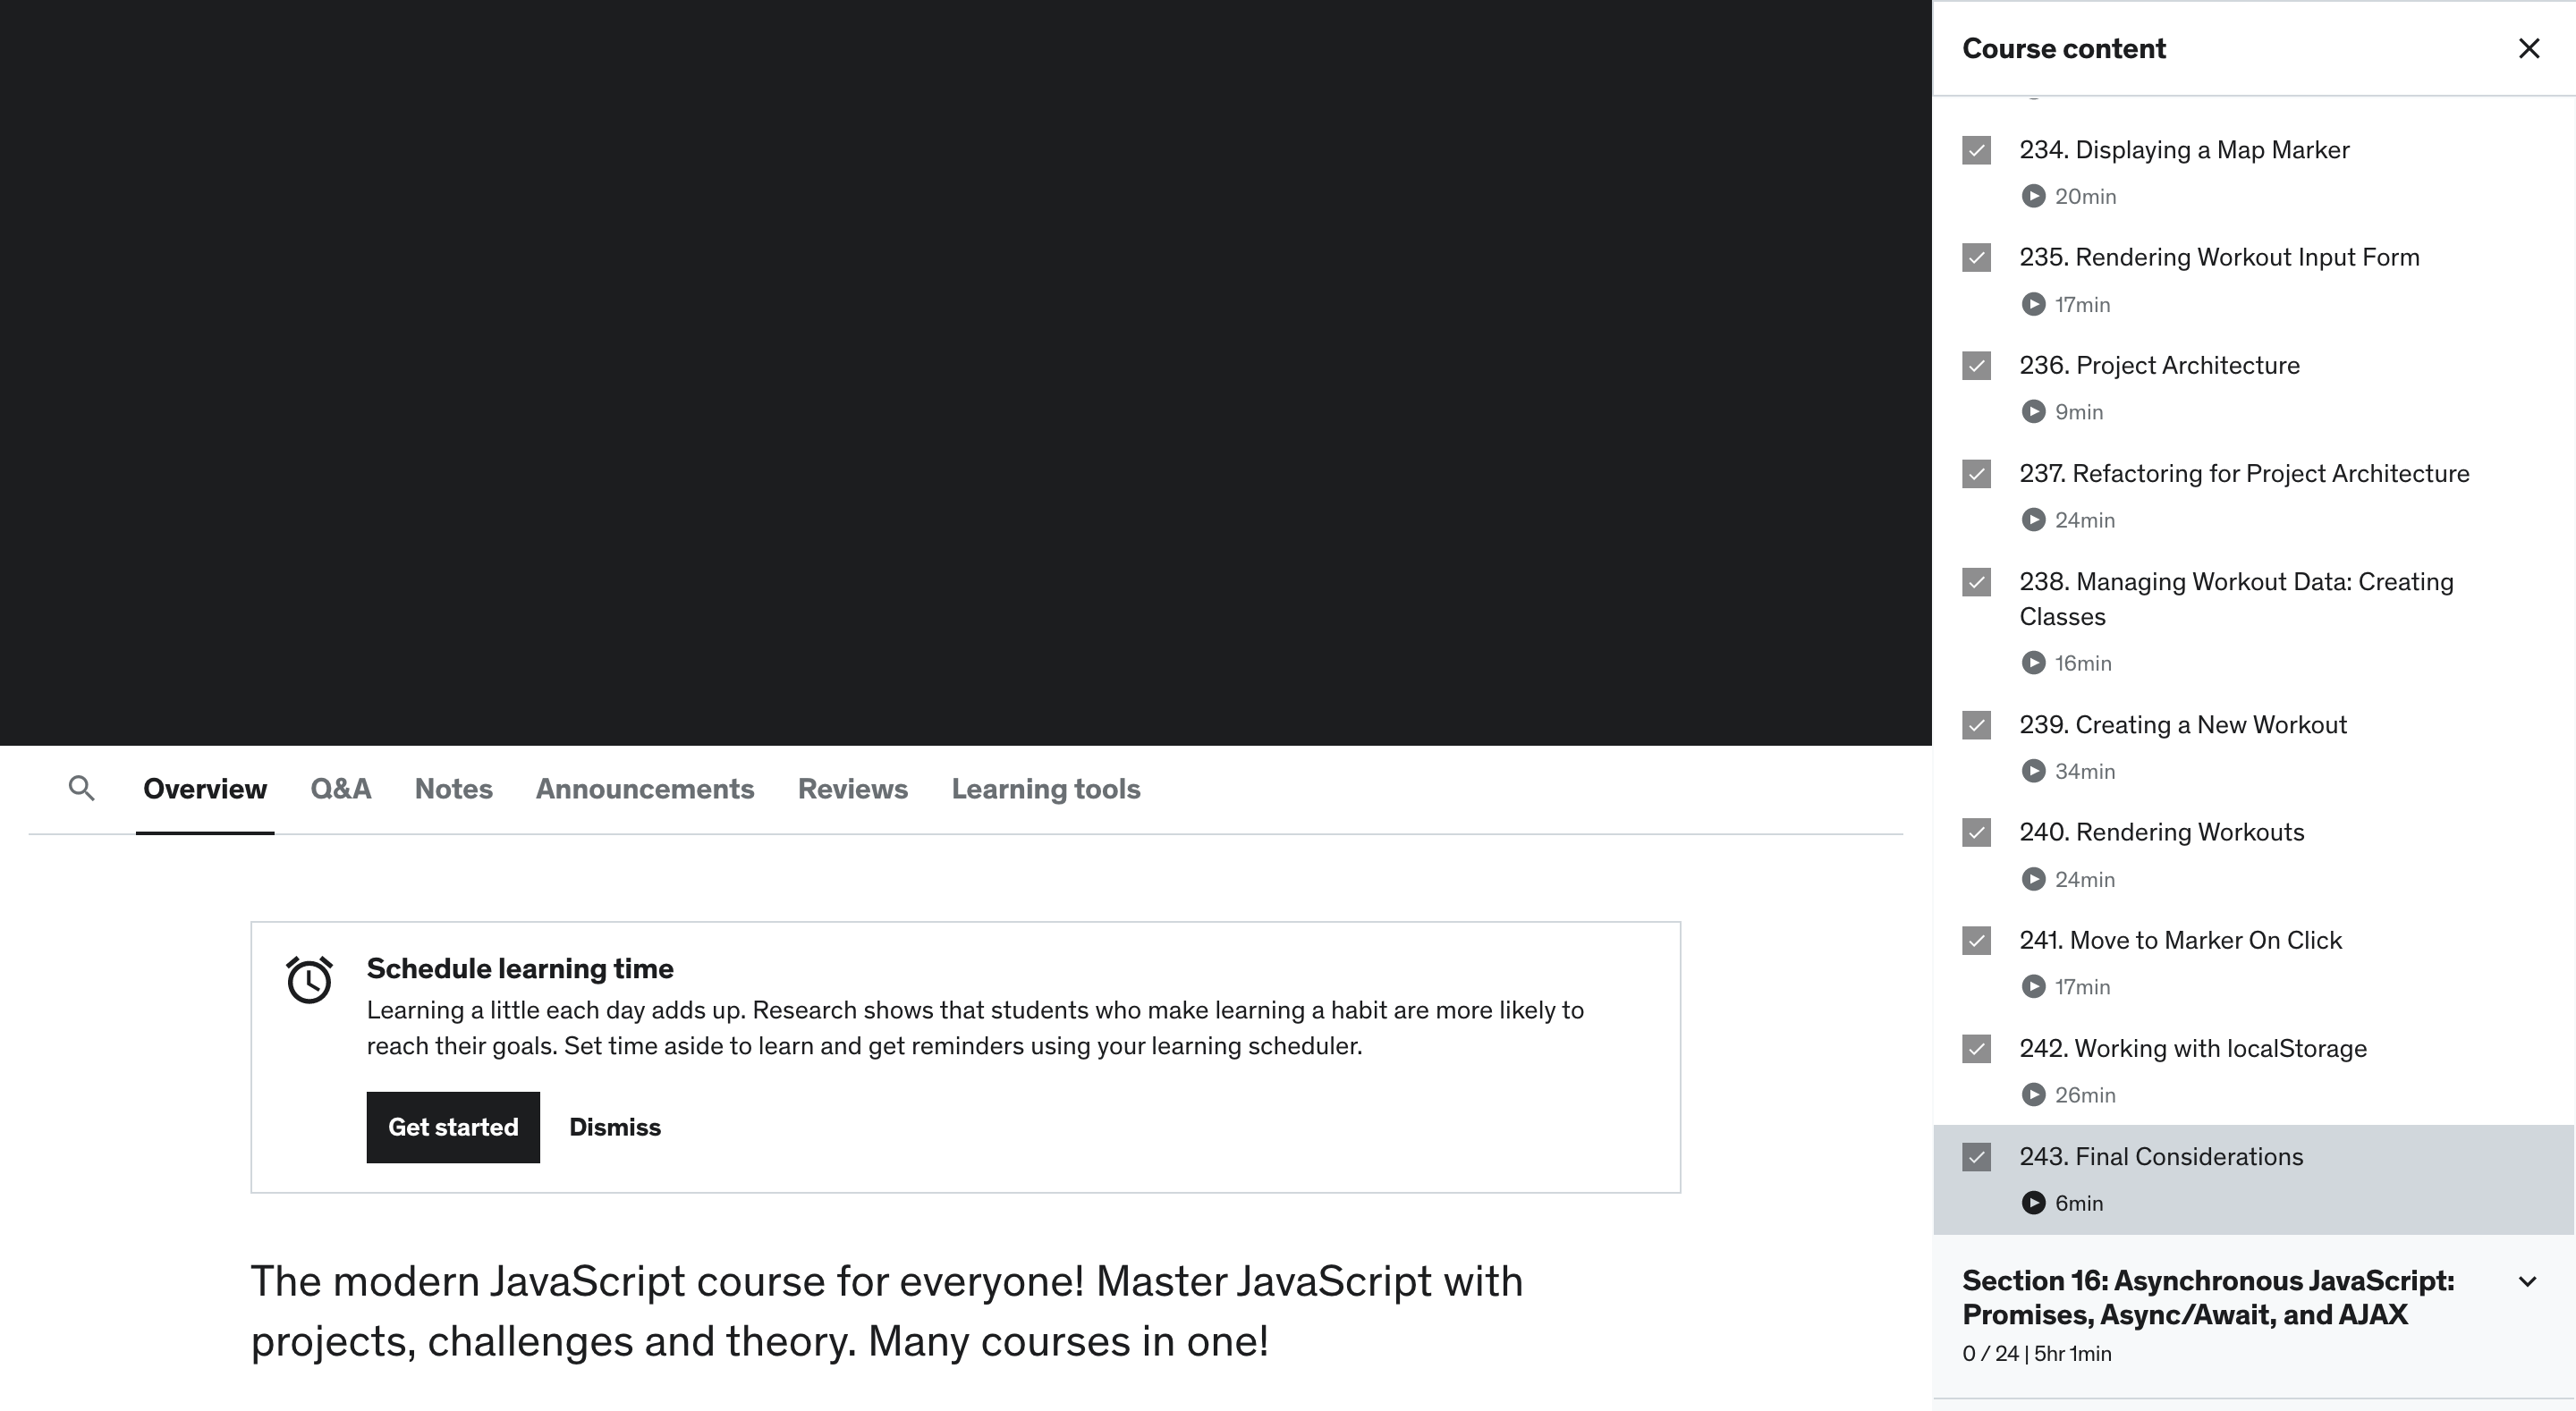 Course content
234. Displaying a Map Marker
20min
235. Rendering Workout Input Form
17min
236. Project Architecture
9min
237. Refactoring for Project Architecture
24min
238. Managing Workout Data: Creating
Classes
16min
239. Creating a New Workout
34min
240. Rendering Workouts
24min
241. Move to Marker On Click
17min
242. Working with localStorage
26min
243. Final Considerations
6min
Section 16: Asynchronous JavaScript:
Promises, Async/Await, and AJAX
0 / 24 | 5hr 1min
Overview Q&A Notes Announcements Reviews Learning tools
Schedule learning time
Learning a little each day adds up. Research shows that students who make learning a habit are more likely to
reach their goals. Set time aside to learn and get reminders using your learning scheduler.
Get started Dismiss
The modern JavaScript course for everyone! Master JavaScript with
projects, challenges and theory. Many courses in one!